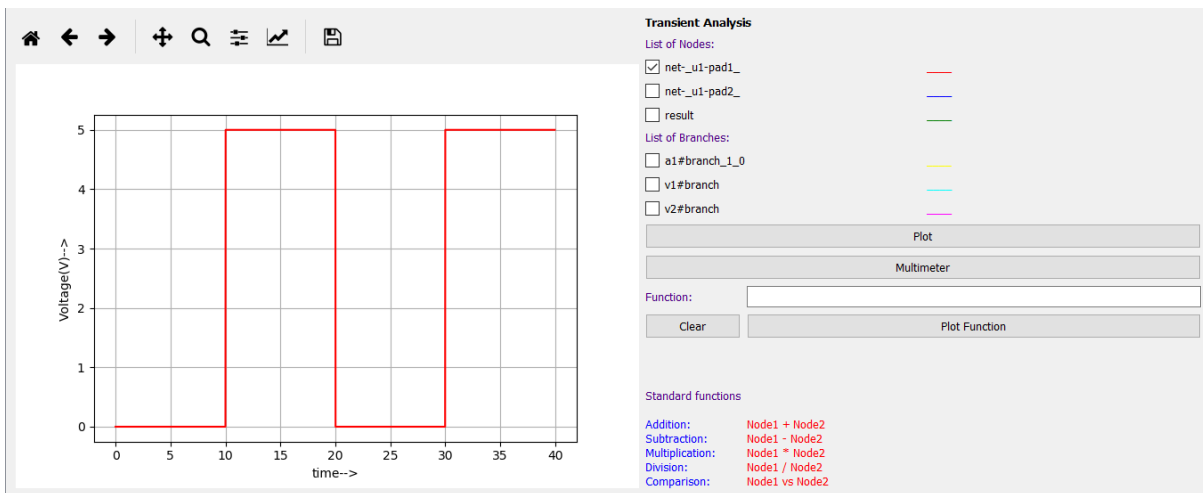 Transient Analysis
List of Nodes:
net-_u1-pad1_
net-_u1-pad2_
result
List of Branches:
a1#branch_1_0
v1#branch
v2#branch
Plot
Multimeter
Function:
Clear
Plot Function
Standard functions
Addition: Node1 + Node2
Subtraction: Node1 - Node2
Multiplication: Node1 * Node2
Division: Node1 / Node2
Comparison: Node1 vs Node2
Voltage(V)-->
5
4
3
2
1
0
0 5 10 15 20 25 30 35 40
time-->